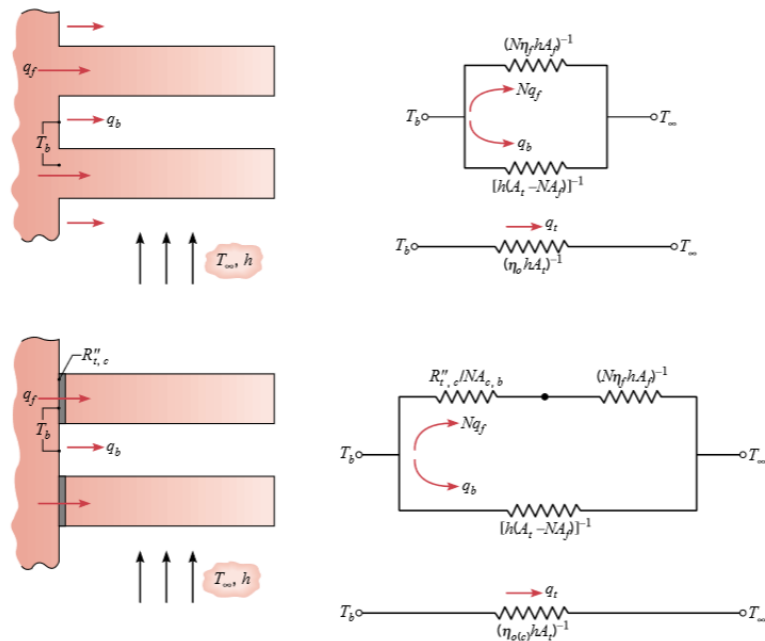 q_f
q_b
T_b
T_∞, h
(Nη_f hA_f)^–1
Nq_f
T_b
T_∞
q_b
[h(A_t – NA_f)]^–1
q_t
T_b
T_∞
(η_o hA_t)^–1
R″_t, c
q_f
T_b
q_b
T_∞, h
R″_t, c/NA_c, b
(Nη_f hA_f)^–1
Nq_f
T_b
T_∞
q_b
[h(A_t – NA_f)]^–1
q_t
T_b
T_∞
(η_o(c) hA_t)^–1